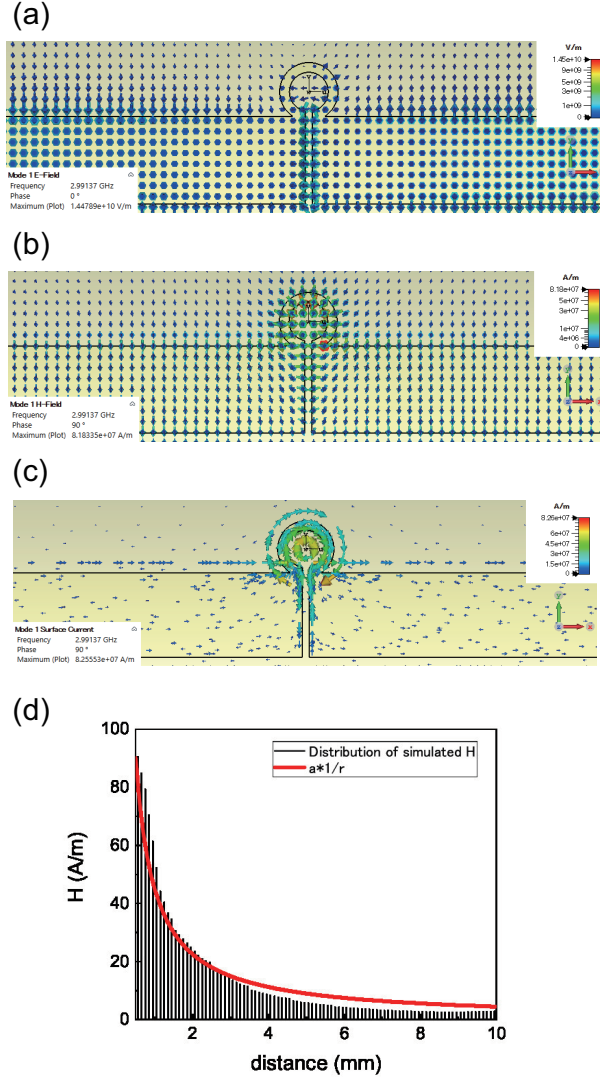 (a)
V/m
1.45e+10
9e+09
6e+09
3e+09
1e+09
0
Mode 1 E-Field
Frequency 2.99137 GHz
Phase 0°
Maximum (Plot) 1.44789e+10 V/m
(b)
A/m
8.18e+07
5e+07
3e+07
1e+07
4e+06
0
Mode 1 H-Field
Frequency 2.99137 GHz
Phase 90°
Maximum (Plot) 8.18335e+07 A/m
(c)
A/m
8.26e+07
6e+07
4.5e+07
3e+07
1.5e+07
0
Mode 1 Surface Current
Frequency 2.99137 GHz
Phase 90°
Maximum (Plot) 8.25553e+07 A/m
(d)
100
80
60
40
20
0
H (A/m)
Distribution of simulated H
a*1/r
2
4
6
8
10
distance (mm)